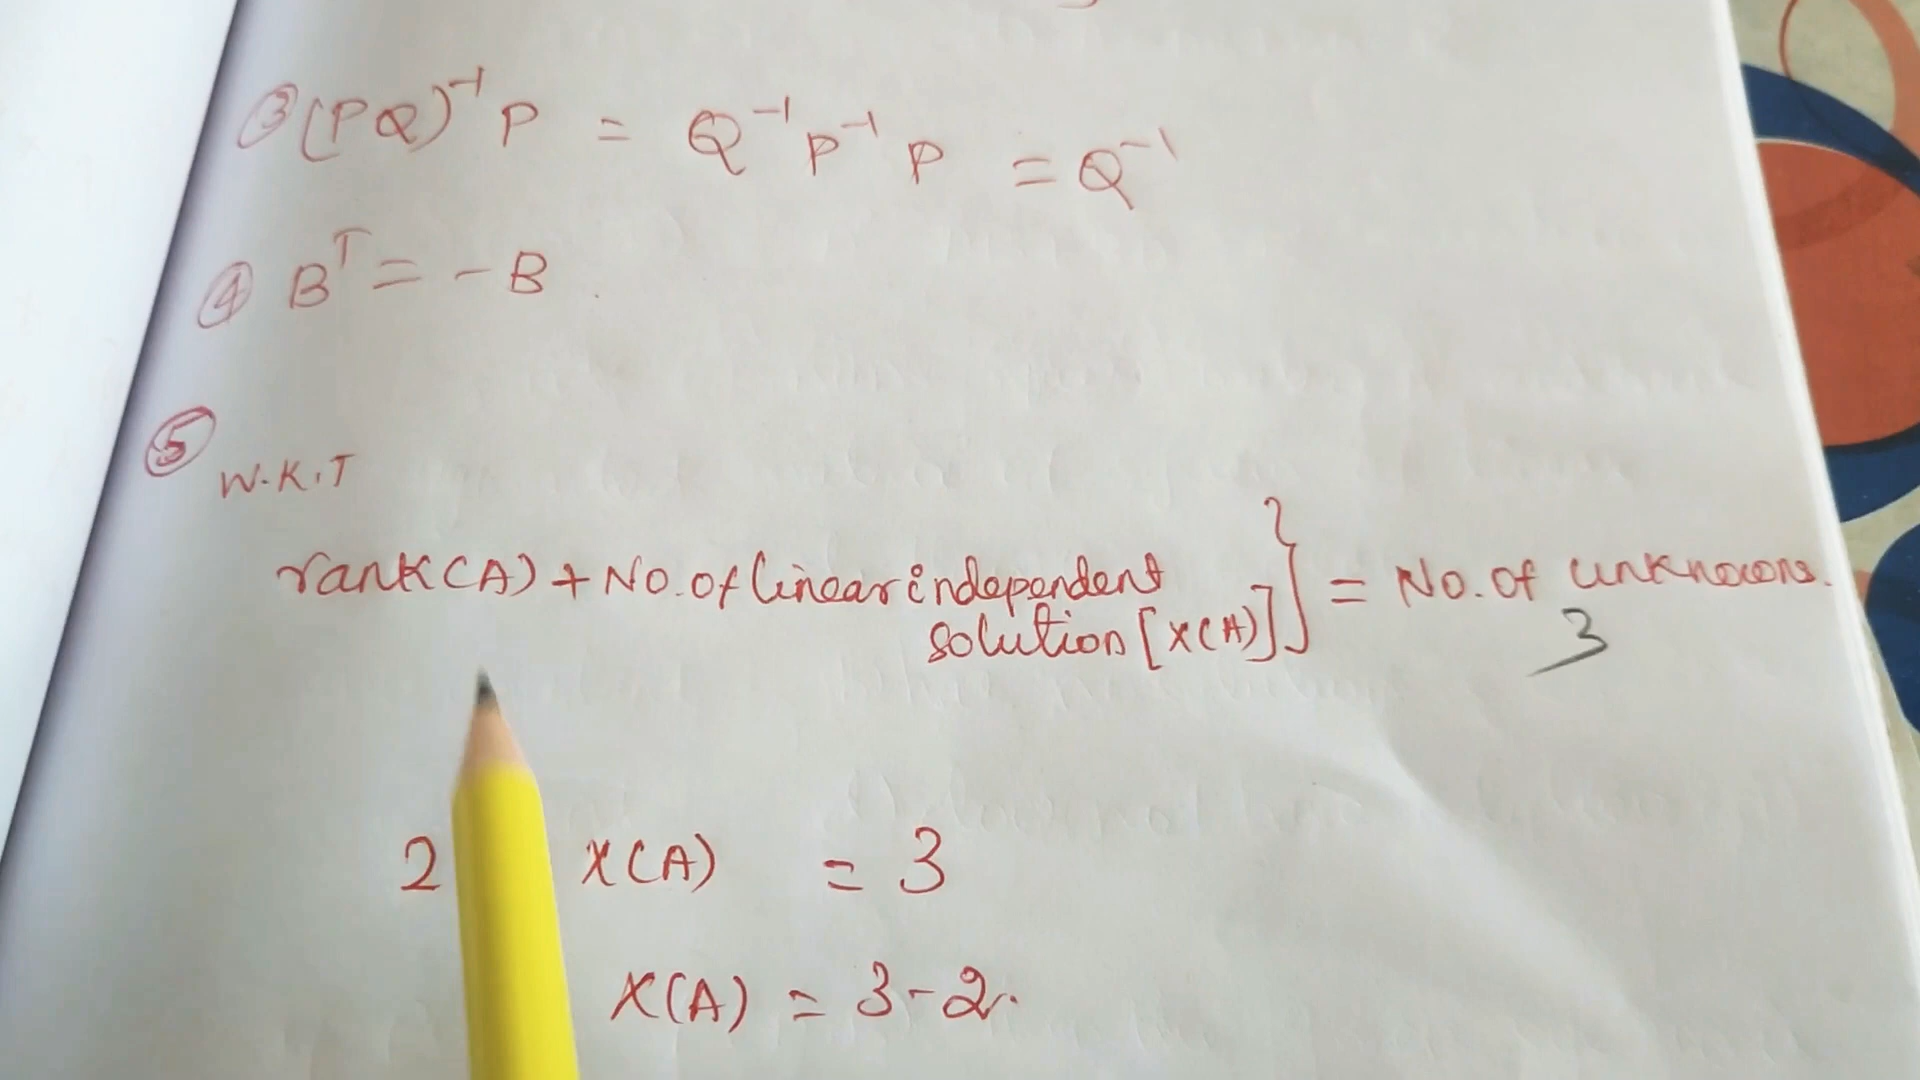 ③ (PQ)⁻¹ P = Q⁻¹ P⁻¹ P = Q⁻¹
④ Bᵀ = - B .
⑤
W.K.T
rank(A) + No. of linear independent solution [X(A)] } = No. of unknowns.
3
2 X(A) = 3
X(A) = 3-2.